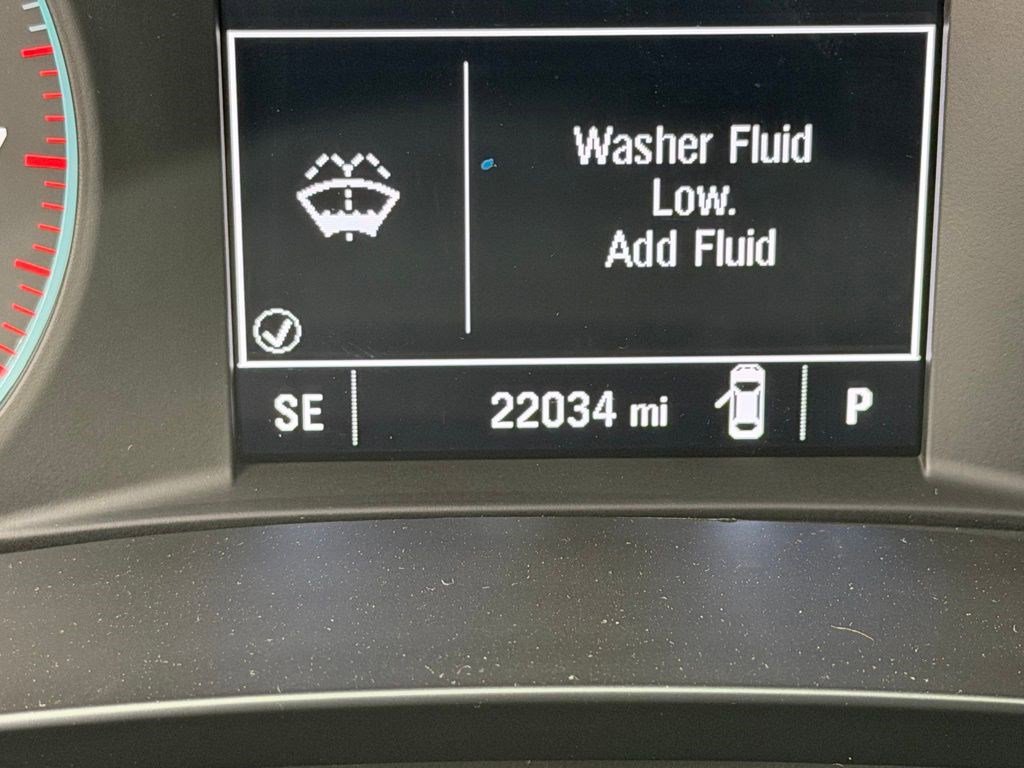 Washer Fluid
Low.
Add Fluid
SE
22034 mi
P